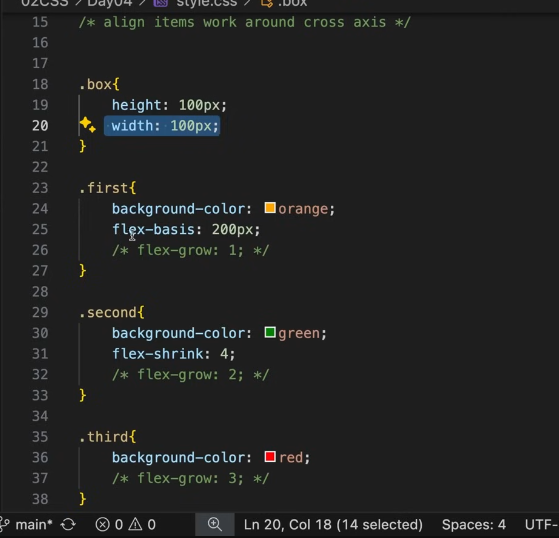 02CSS > Day04 > style.css > .box
15 /* align items work around cross axis */
16
17
18 .box{
19 height: 100px;
20 width: 100px;
21 }
22
23 .first{
24 background-color: orange;
25 flex-basis: 200px;
26 /* flex-grow: 1; */
27 }
28
29 .second{
30 background-color: green;
31 flex-shrink: 4;
32 /* flex-grow: 2; */
33 }
34
35 .third{
36 background-color: red;
37 /* flex-grow: 3; */
38 }
main* 0 0 Ln 20, Col 18 (14 selected) Spaces: 4 UTF-